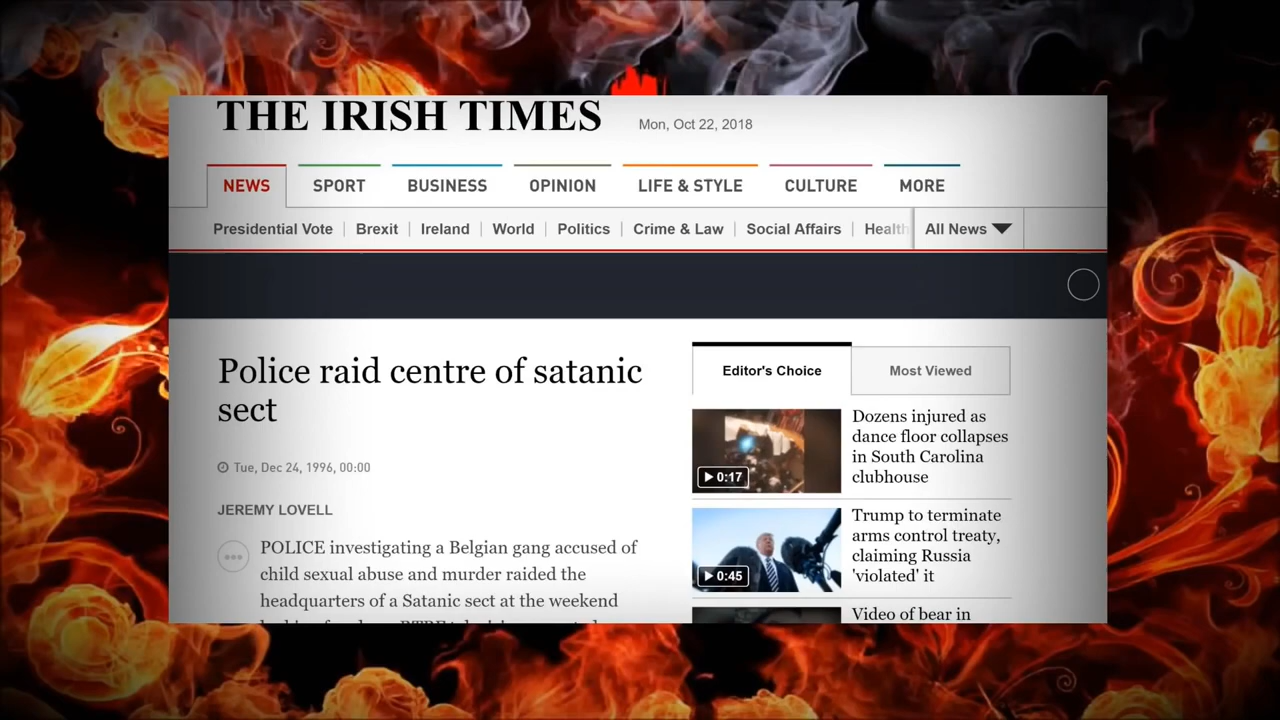 THE IRISH TIMES
Mon, Oct 22, 2018
NEWS
SPORT
BUSINESS
OPINION
LIFE & STYLE
CULTURE
MORE
Presidential Vote
Brexit
Ireland
World
Politics
Crime & Law
Social Affairs
Health
All News
Police raid centre of satanic
sect
Tue, Dec 24, 1996, 00:00
JEREMY LOVELL
POLICE investigating a Belgian gang accused of
child sexual abuse and murder raided the
headquarters of a Satanic sect at the weekend
Editor's Choice
Most Viewed
0:17
Dozens injured as
dance floor collapses
in South Carolina
clubhouse
0:45
Trump to terminate
arms control treaty,
claiming Russia
'violated' it
Video of bear in